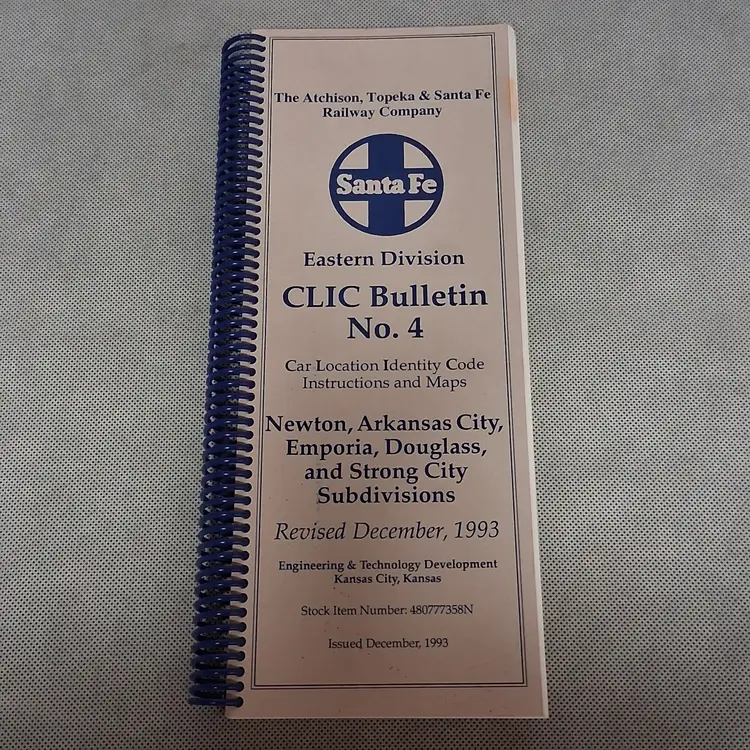 The Atchison, Topeka & Santa Fe
Railway Company
Santa Fe
Eastern Division
CLIC Bulletin
No. 4
Car Location Identity Code
Instructions and Maps
Newton, Arkansas City,
Emporia, Douglass,
and Strong City
Subdivisions
Revised December, 1993
Engineering & Technology Development
Kansas City, Kansas
Stock Item Number: 480777358N
Issued December, 1993